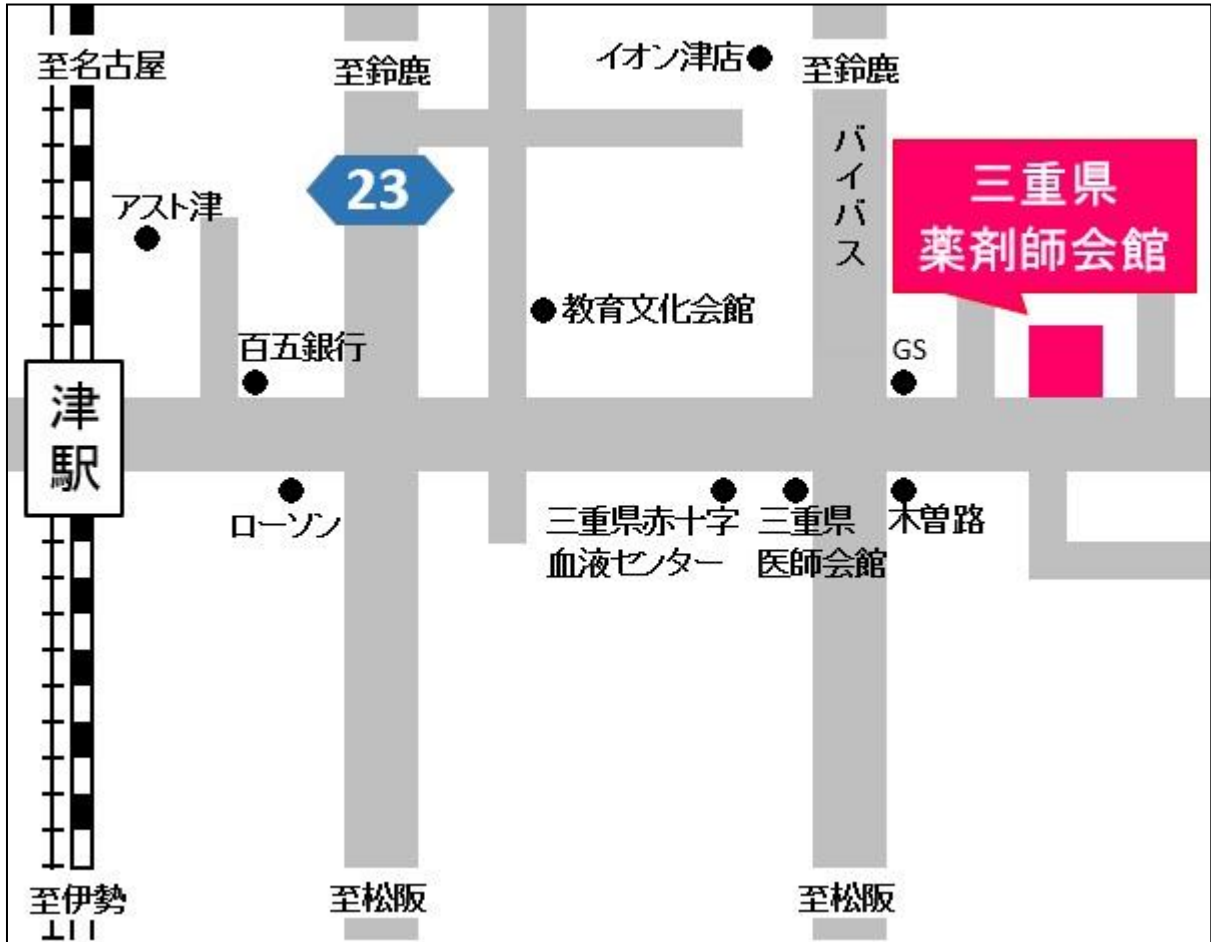 至名古屋
至鈴鹿
イオン津店
至鈴鹿
バイパス
23
三重県
薬剤師会館
アスト津
教育文化会館
百五銀行
GS
津駅
ローソン
三重県赤十字
血液センター
三重県
医師会館
木曽路
至伊勢
至松阪
至松阪